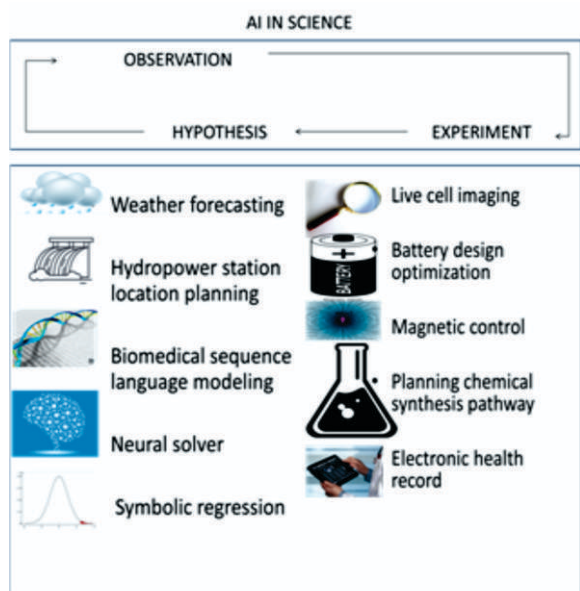 AI IN SCIENCE
OBSERVATION
HYPOTHESIS
EXPERIMENT
Weather forecasting
Hydropower station
location planning
Biomedical sequence
language modeling
Neural solver
Symbolic regression
Live cell imaging
BATTERY
Battery design
optimization
Magnetic control
Planning chemical
synthesis pathway
Electronic health
record